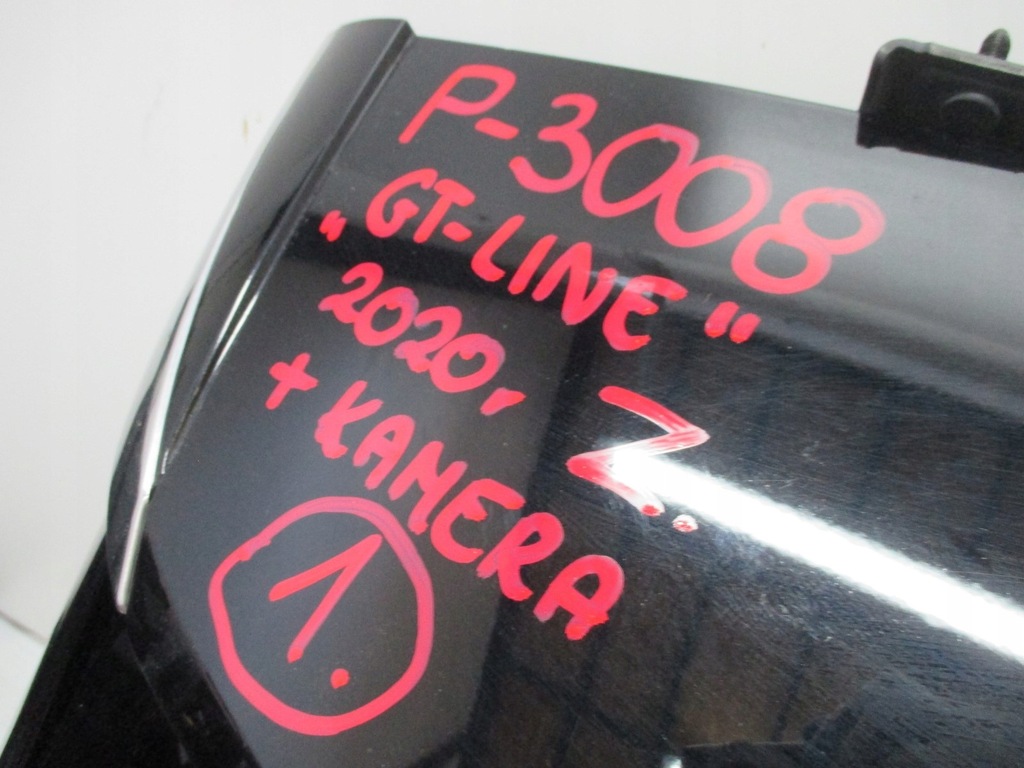 P-3008
„GT-LINE"
2020, Z.
+ KAMERA
1.